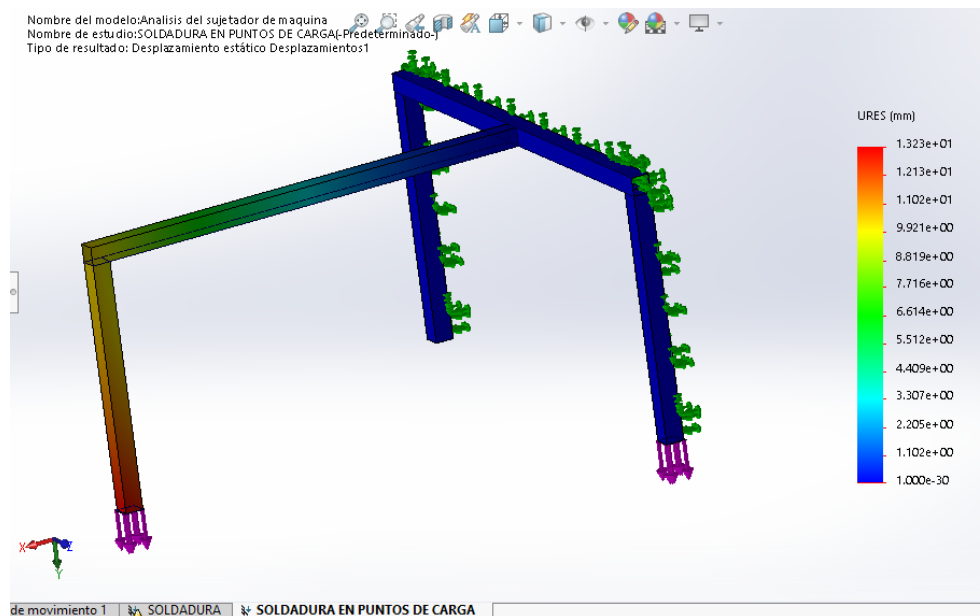 Nombre del modelo:Analisis del sujetador de maquina
Nombre de estudio:SOLDADURA EN PUNTOS DE CARGA(-Predeterminado-)
Tipo de resultado: Desplazamiento estático Desplazamientos1
URES (mm)
1.323e+01
1.213e+01
1.102e+01
9.921e+00
8.819e+00
7.716e+00
6.614e+00
5.512e+00
4.409e+00
3.307e+00
2.205e+00
1.102e+00
1.000e-30
X
Z
Y
de movimiento 1
SOLDADURA
SOLDADURA EN PUNTOS DE CARGA